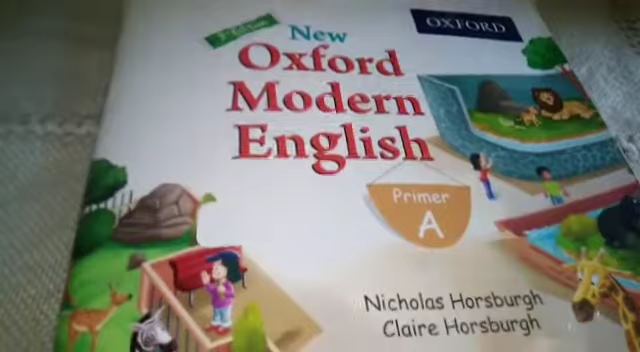 OXFORD
New
Oxford
Modern
English
Primer
A
Nicholas Horsburgh
Claire Horsburgh